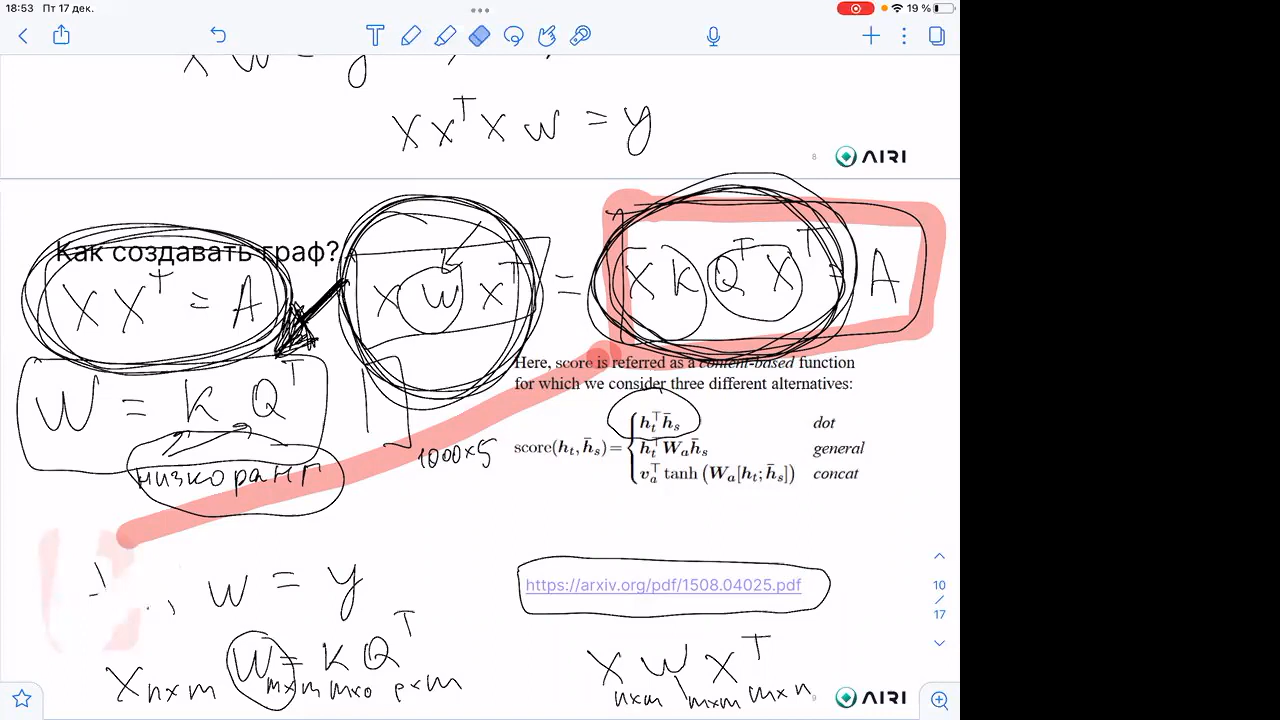 18:53 Пт 17 дек.
19 %
X W = y
X X^T X W = y
8
AIRI
Как создавать граф?
X X^T = A
X W X^T = X K Q^T X^T = A
W = K Q^T
1000×5
низкоранг
Here, score is referred as a content-based function
for which we consider three different alternatives:
h_t^⊤ h̄_s dot
score(h_t, h̄_s) = h_t^⊤ W_a h̄_s general
v_a^⊤ tanh (W_a[h_t; h̄_s]) concat
W = y
https://arxiv.org/pdf/1508.04025.pdf
10
/
17
W = K Q^T
m×m
X n×m
X W X^T
n×m m×m m×n
9
AIRI